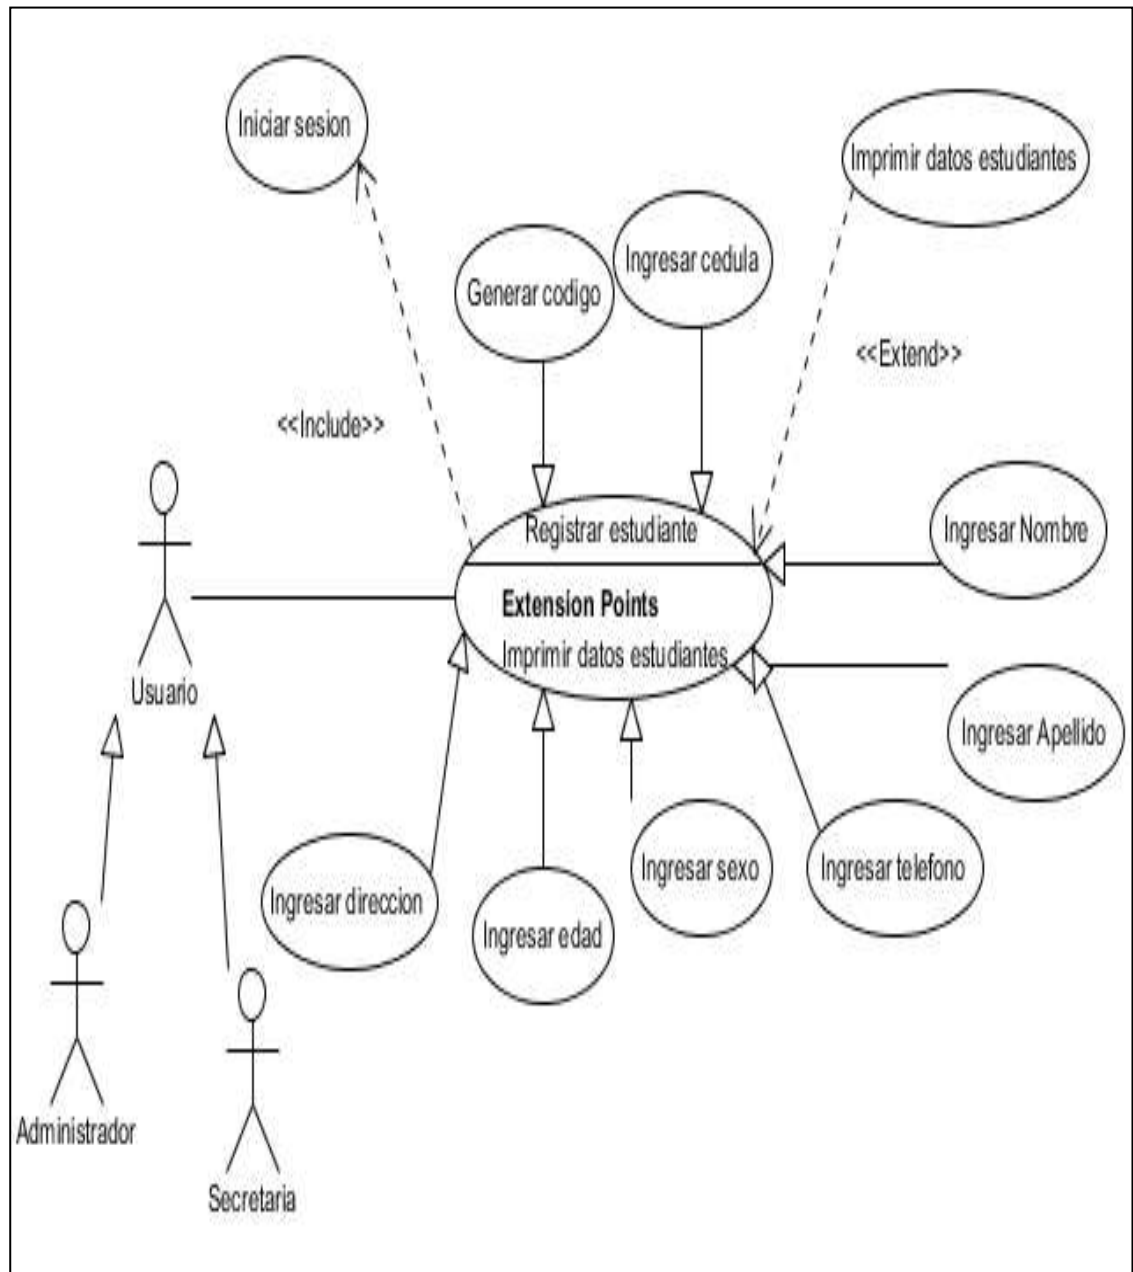 Iniciar sesion
Imprimir datos estudiantes
Ingresar cedula
Generar codigo
<<Extend>>
<<Include>>
Registrar estudiante
Ingresar Nombre
Extension Points
Imprimir datos estudiantes
Usuario
Ingresar Apellido
Ingresar sexo
Ingresar telefono
Ingresar direccion
Ingresar edad
Administrador
Secretaria